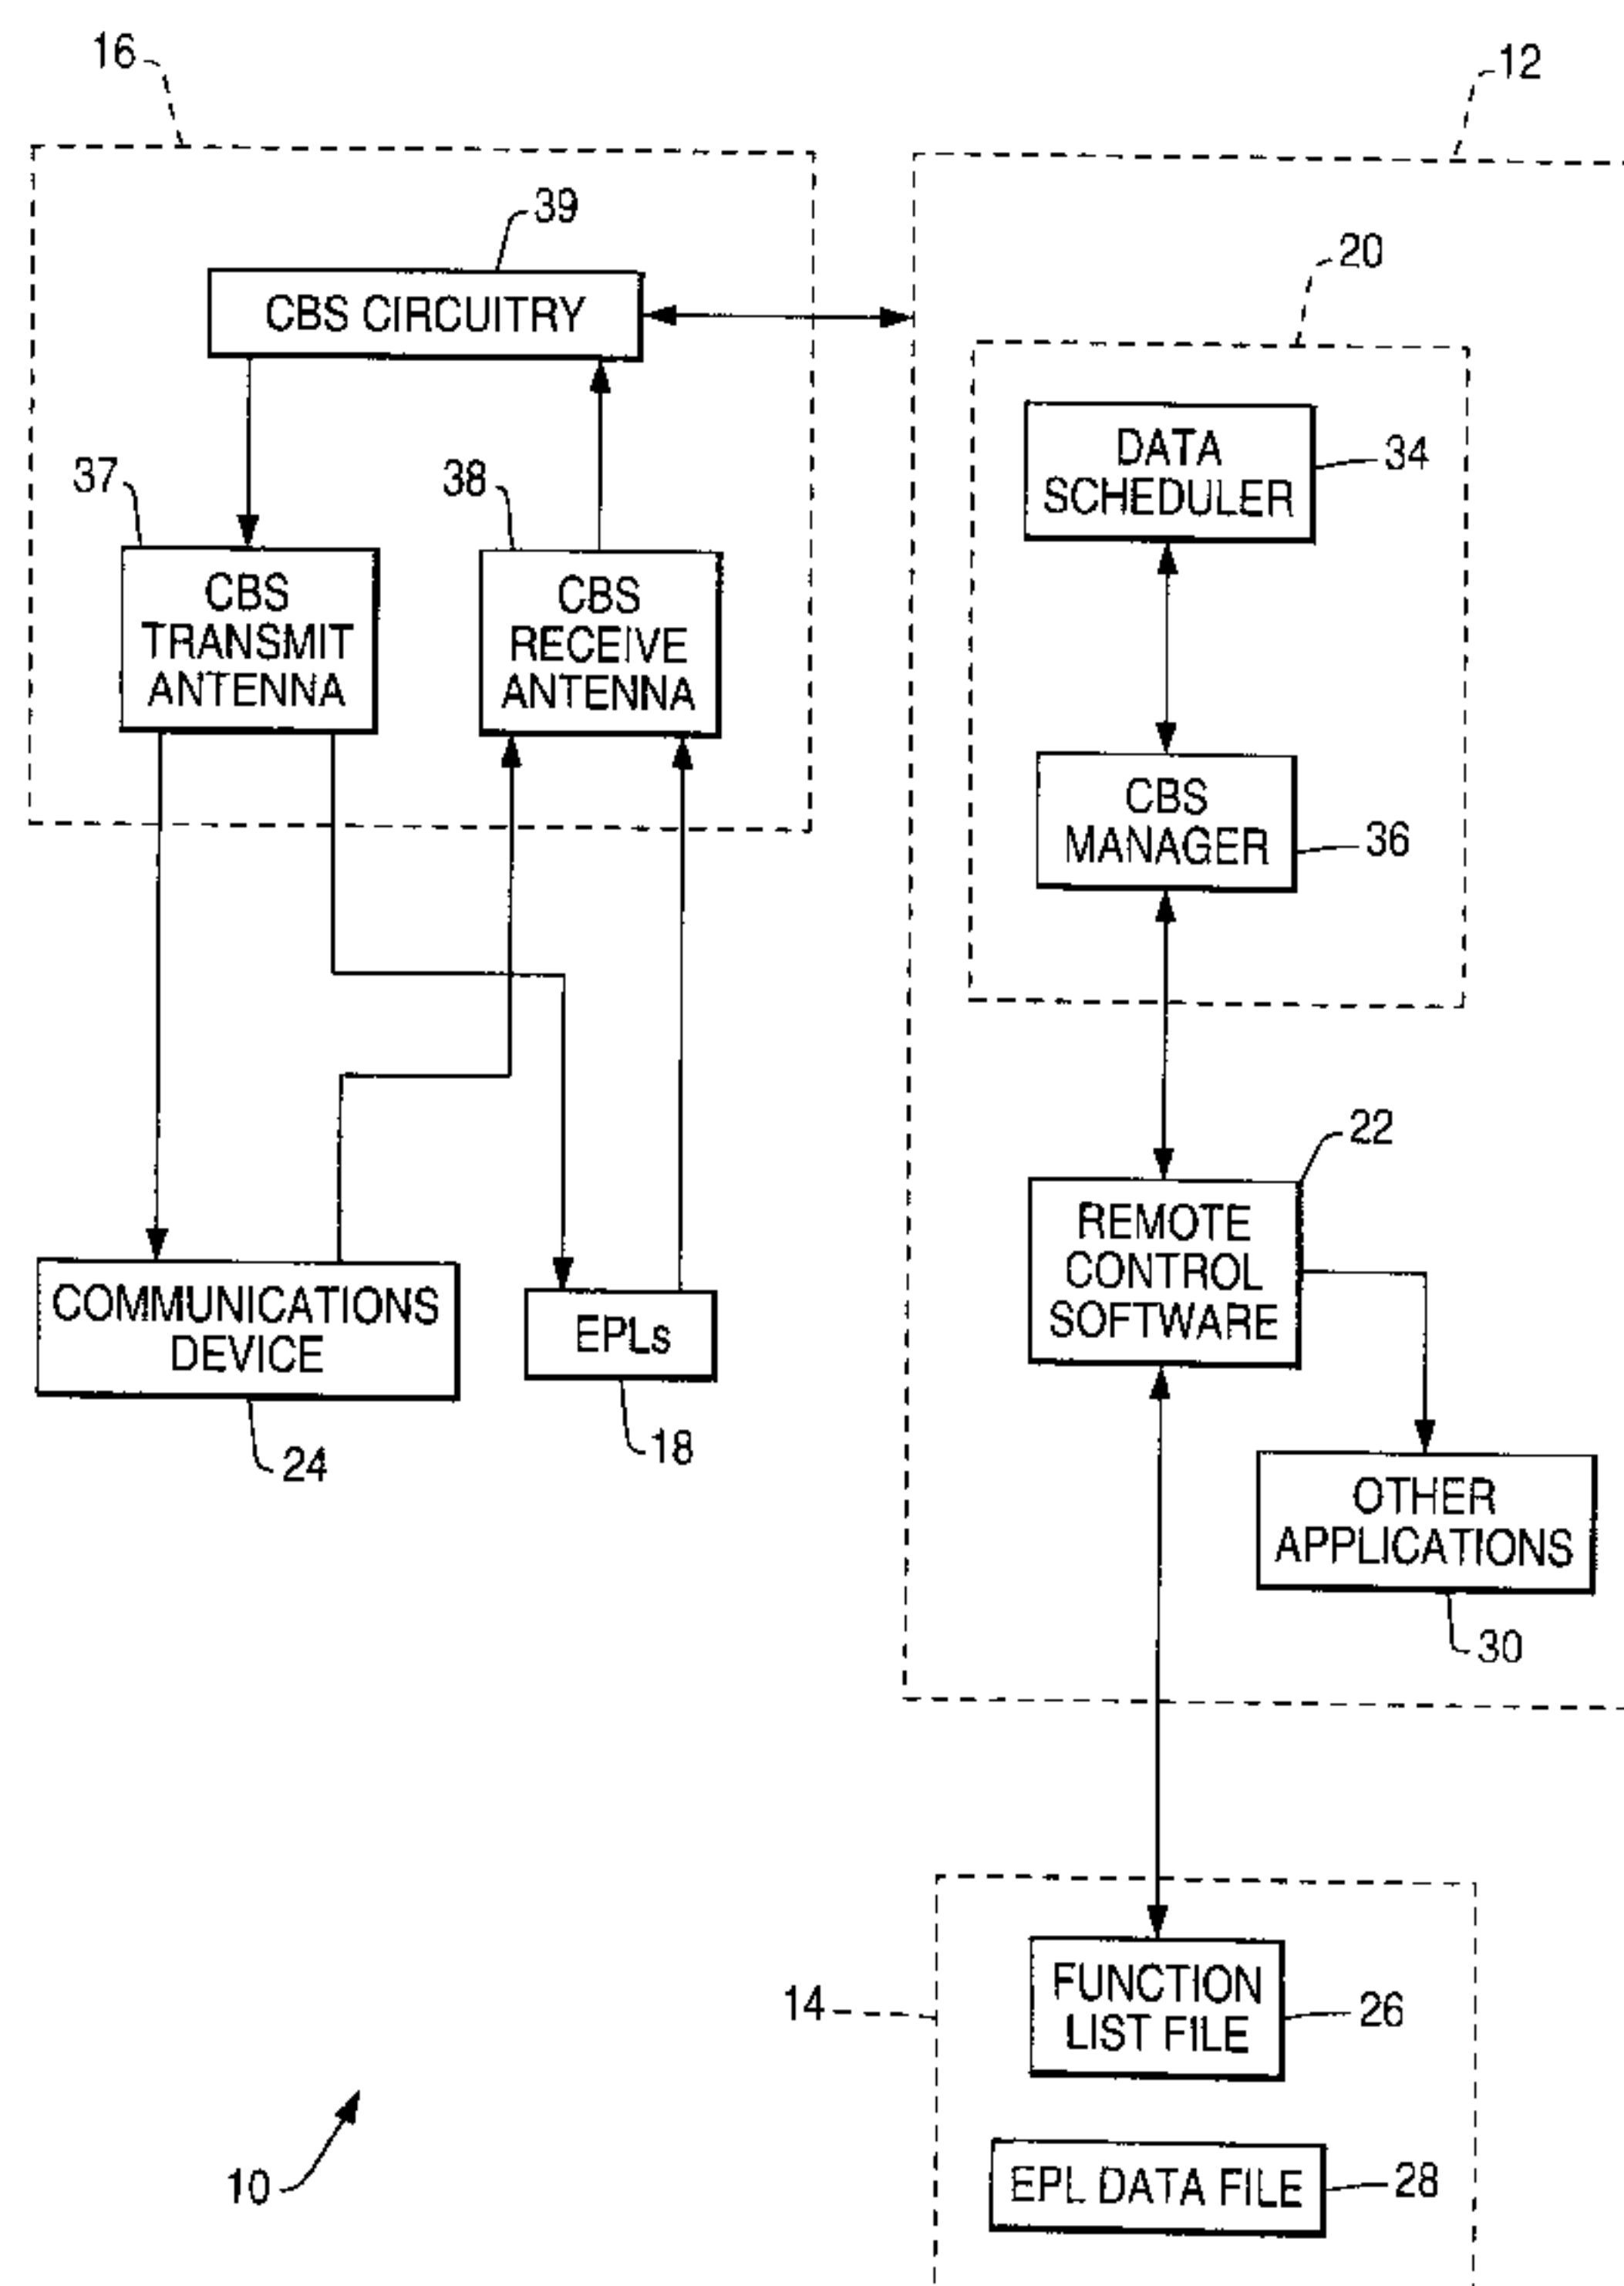 16
12
39
CBS CIRCUITRY
20
DATA
SCHEDULER
34
37
38
CBS
TRANSMIT
ANTENNA
CBS
RECEIVE
ANTENNA
CBS
MANAGER
36
22
REMOTE
CONTROL
SOFTWARE
COMMUNICATIONS
DEVICE
EPLs
24
18
OTHER
APPLICATIONS
30
14
FUNCTION
LIST FILE
26
10
EPL DATA FILE
28